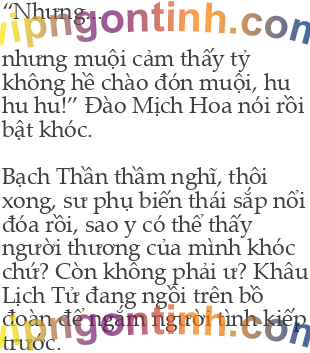 “Nhưng...
vipngontinh.com
nhưng muội cảm thấy tỷ
không hề chào đón muội, hu
hu hu!” Đào Mịch Hoa nói rồi
bật khóc.
Bạch Thần thầm nghĩ, thôi
xong, sư phụ biến thái sắp nổi
đóa rồi, sao y có thể thấy
người thương của mình khóc
chứ? Còn không phải ư? Khâu
Lịch Tử đang ngồi trên bồ
đoàn để ngắm người tình kiếp
vipngontinh.com
trước.